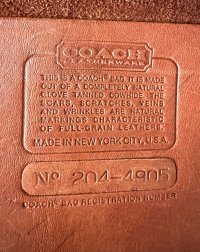 COACH
LEATHERWARE
THIS IS A COACH® BAG. IT IS MADE
OUT OF A COMPLETELY NATURAL
GLOVE TANNED COWHIDE. THE
SCARS, SCRATCHES, VEINS
AND WRINKLES ARE NATURAL
MARKINGS CHARACTERISTIC
OF FULL-GRAIN LEATHERS.
MADE IN NEW YORK CITY, U.S.A.
No 204-4905
COACH® BAG REGISTRATION NUMBER